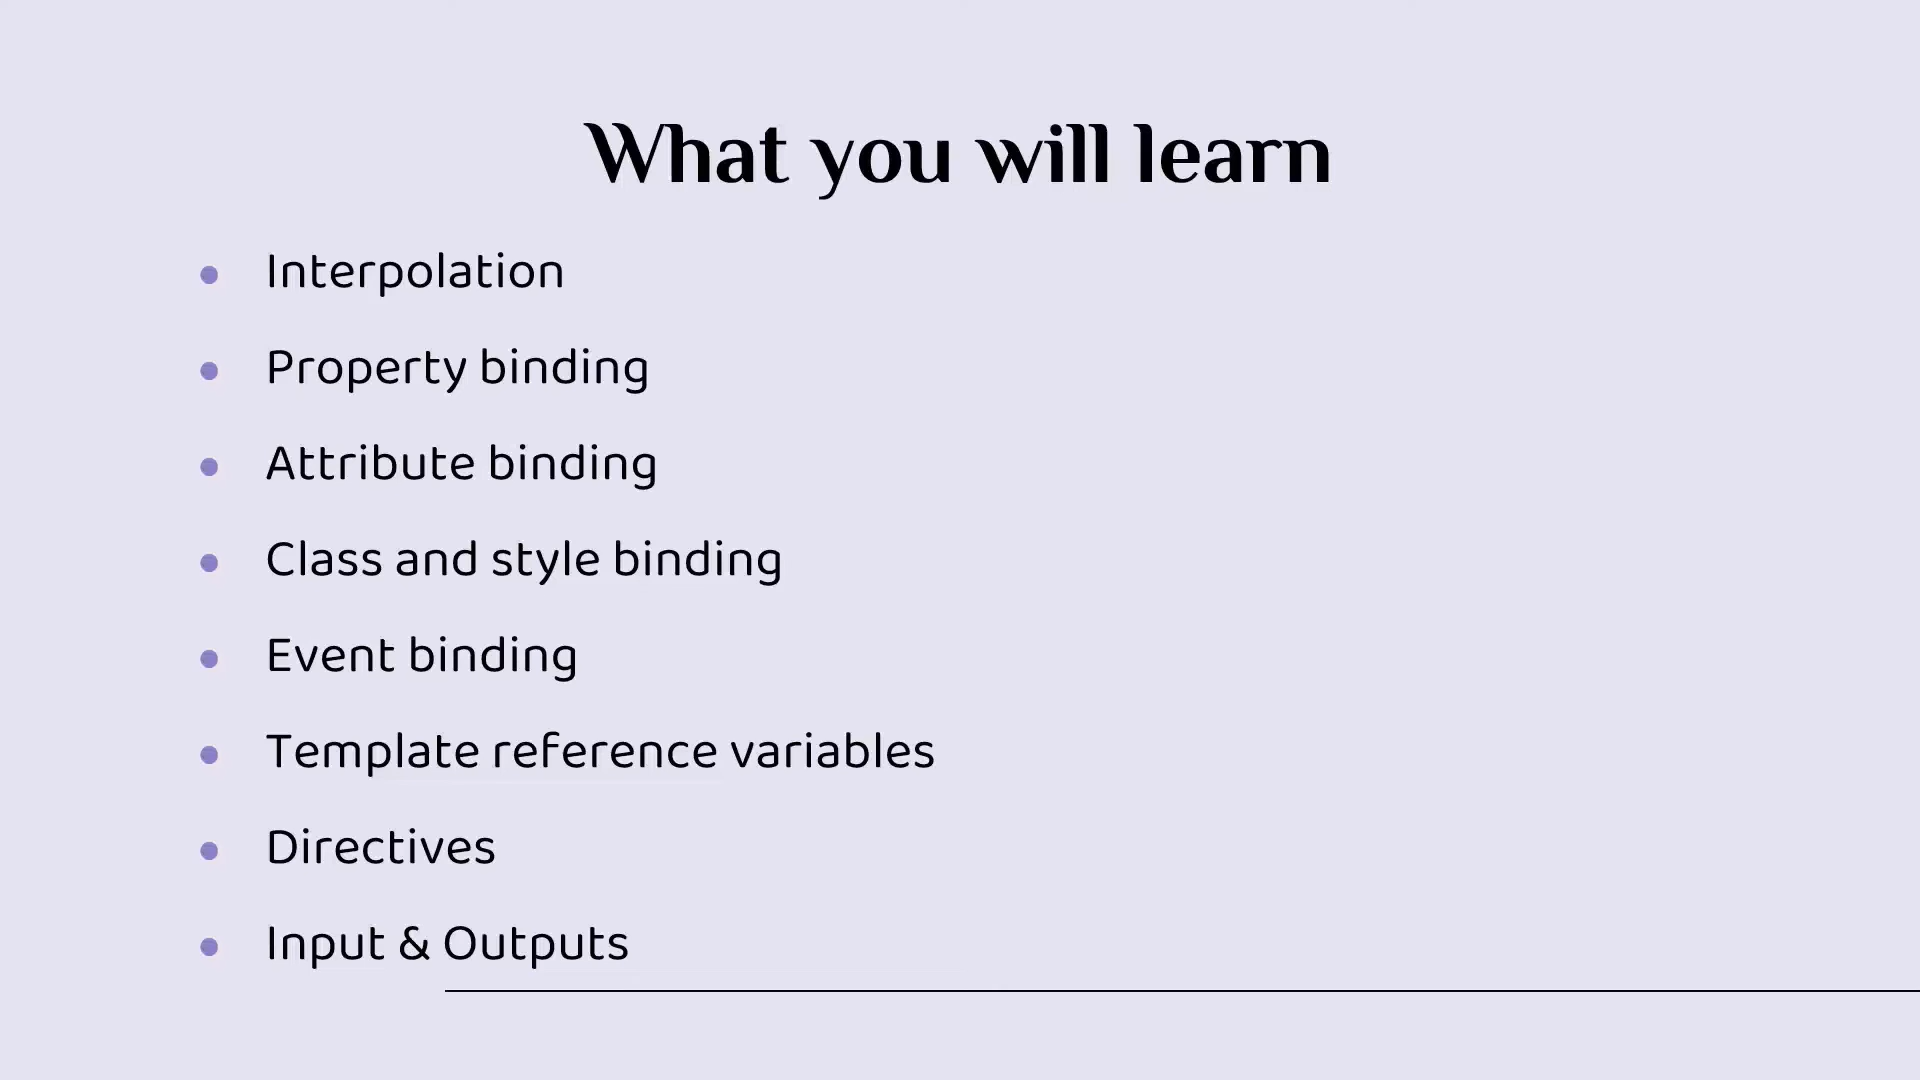 What you will learn
Interpolation
Property binding
Attribute binding
Class and style binding
Event binding
Template reference variables
Directives
Input & Outputs